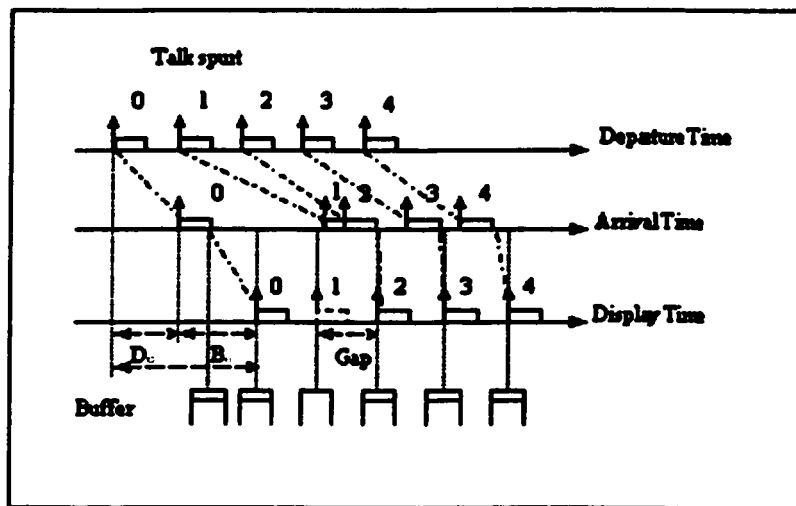 Talk spurt
0 1 2 3 4
Departure Time
0 1 2 3 4
Arrival Time
0 1 2 3 4
Display Time
D B Gap
Buffer